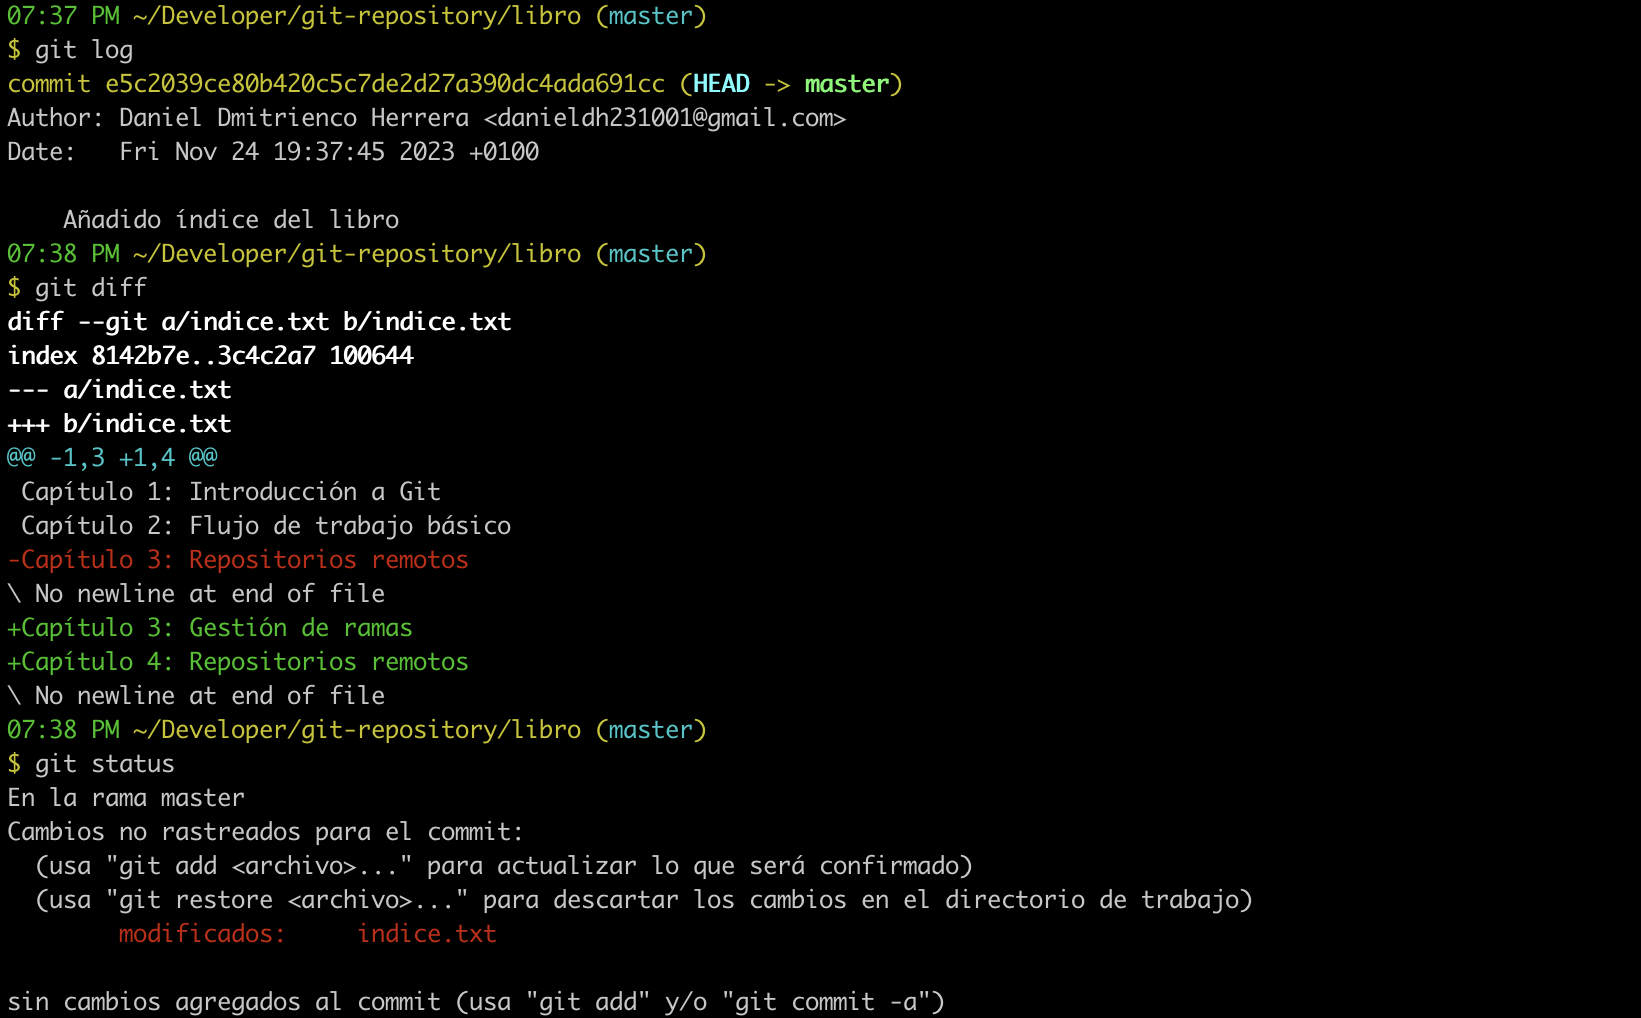 07:37 PM ~/Developer/git-repository/libro (master)
$ git log
commit e5c2039ce80b420c5c7de2d27a390dc4ada691cc (HEAD -> master)
Author: Daniel Dmitrienco Herrera <danieldh231001@gmail.com>
Date:   Fri Nov 24 19:37:45 2023 +0100

    Añadido índice del libro
07:38 PM ~/Developer/git-repository/libro (master)
$ git diff
diff --git a/indice.txt b/indice.txt
index 8142b7e..3c4c2a7 100644
--- a/indice.txt
+++ b/indice.txt
@@ -1,3 +1,4 @@
 Capítulo 1: Introducción a Git
 Capítulo 2: Flujo de trabajo básico
-Capítulo 3: Repositorios remotos
\ No newline at end of file
+Capítulo 3: Gestión de ramas
+Capítulo 4: Repositorios remotos
\ No newline at end of file
07:38 PM ~/Developer/git-repository/libro (master)
$ git status
En la rama master
Cambios no rastreados para el commit:
  (usa "git add <archivo>..." para actualizar lo que será confirmado)
  (usa "git restore <archivo>..." para descartar los cambios en el directorio de trabajo)
        modificados:     indice.txt

sin cambios agregados al commit (usa "git add" y/o "git commit -a")